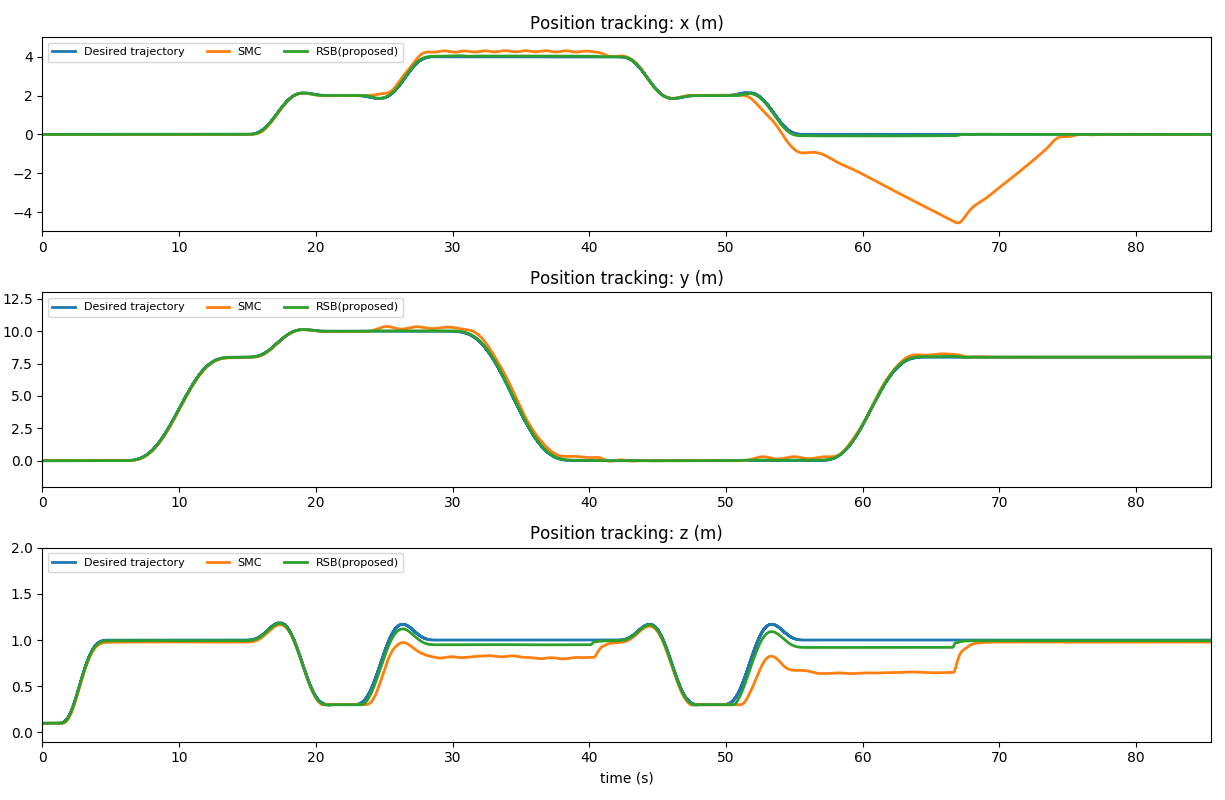 Position tracking: x (m)
Desired trajectory SMC RSB(proposed)
4
2
0
−2
−4
0 10 20 30 40 50 60 70 80
Position tracking: y (m)
Desired trajectory SMC RSB(proposed)
12.5
10.0
7.5
5.0
2.5
0.0
0 10 20 30 40 50 60 70 80
Position tracking: z (m)
Desired trajectory SMC RSB(proposed)
2.0
1.5
1.0
0.5
0.0
0 10 20 30 40 50 60 70 80
time (s)